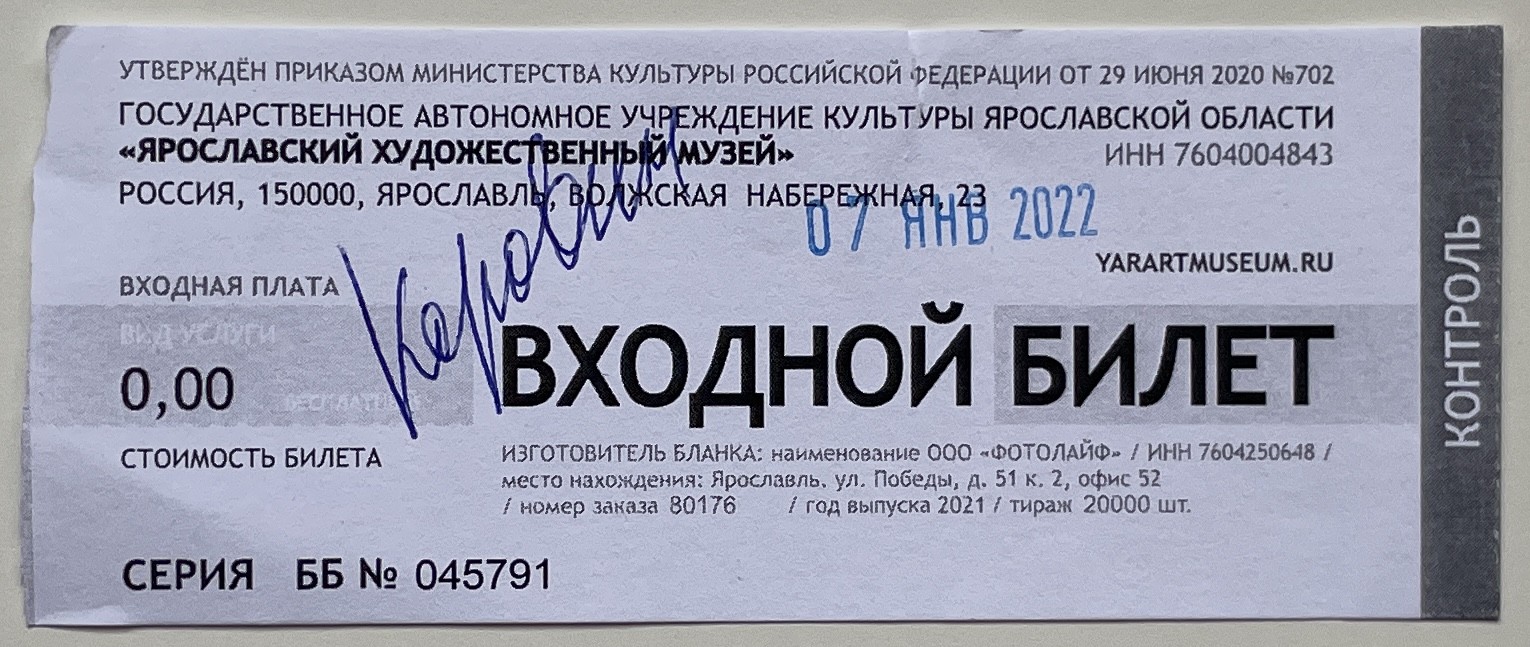 УТВЕРЖДЁН ПРИКАЗОМ МИНИСТЕРСТВА КУЛЬТУРЫ РОССИЙСКОЙ ФЕДЕРАЦИИ ОТ 29 ИЮНЯ 2020 №702
ГОСУДАРСТВЕННОЕ АВТОНОМНОЕ УЧРЕЖДЕНИЕ КУЛЬТУРЫ ЯРОСЛАВСКОЙ ОБЛАСТИ
«ЯРОСЛАВСКИЙ ХУДОЖЕСТВЕННЫЙ МУЗЕЙ» ИНН 7604004843
РОССИЯ, 150000, ЯРОСЛАВЛЬ, ВОЛЖСКАЯ НАБЕРЕЖНАЯ, 23
07 ЯНВ 2022
YARARTMUSEUM.RU
ВХОДНАЯ ПЛАТА
ВИД УСЛУГИ
ВХОДНОЙ БИЛЕТ
0,00
БЕСПЛАТНО
СТОИМОСТЬ БИЛЕТА
ИЗГОТОВИТЕЛЬ БЛАНКА: наименование ООО «ФОТОЛАЙФ» / ИНН 7604250648 /
место нахождения: Ярославль, ул. Победы, д. 51 к. 2, офис 52
/ номер заказа 80176 / год выпуска 2021 / тираж 20000 шт.
СЕРИЯ ББ № 045791
КОНТРОЛЬ